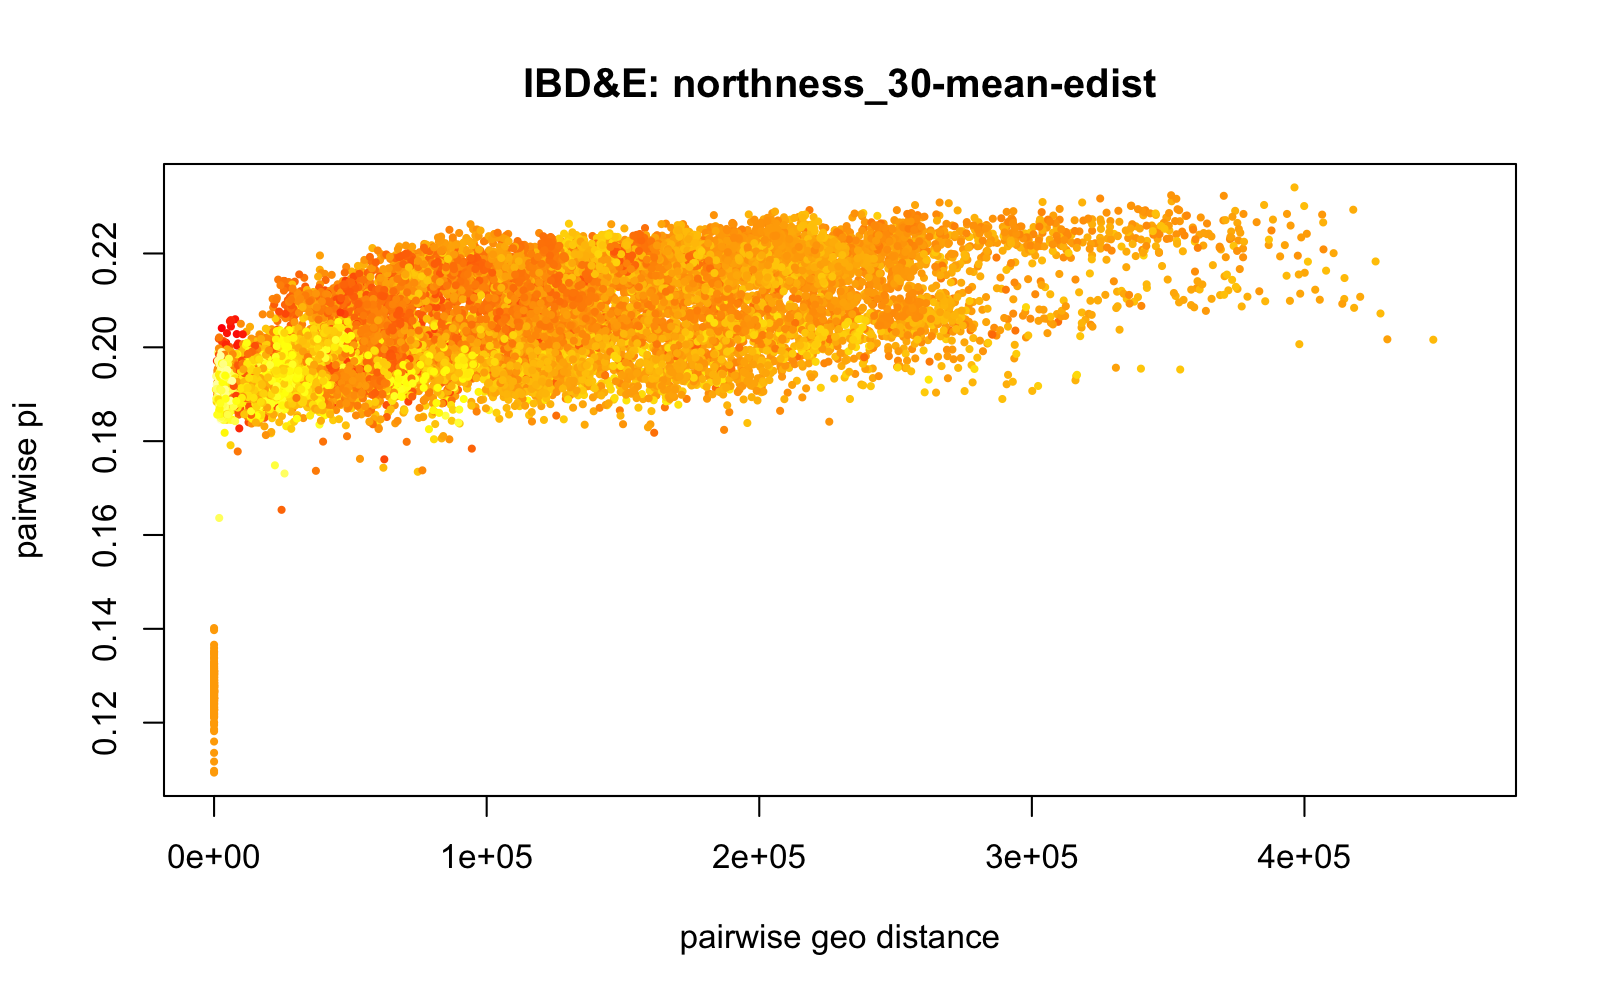 IBD&E: northness_30-mean-edist
pairwise pi
0.22
0.20
0.18
0.16
0.14
0.12
0e+00 1e+05 2e+05 3e+05 4e+05
pairwise geo distance